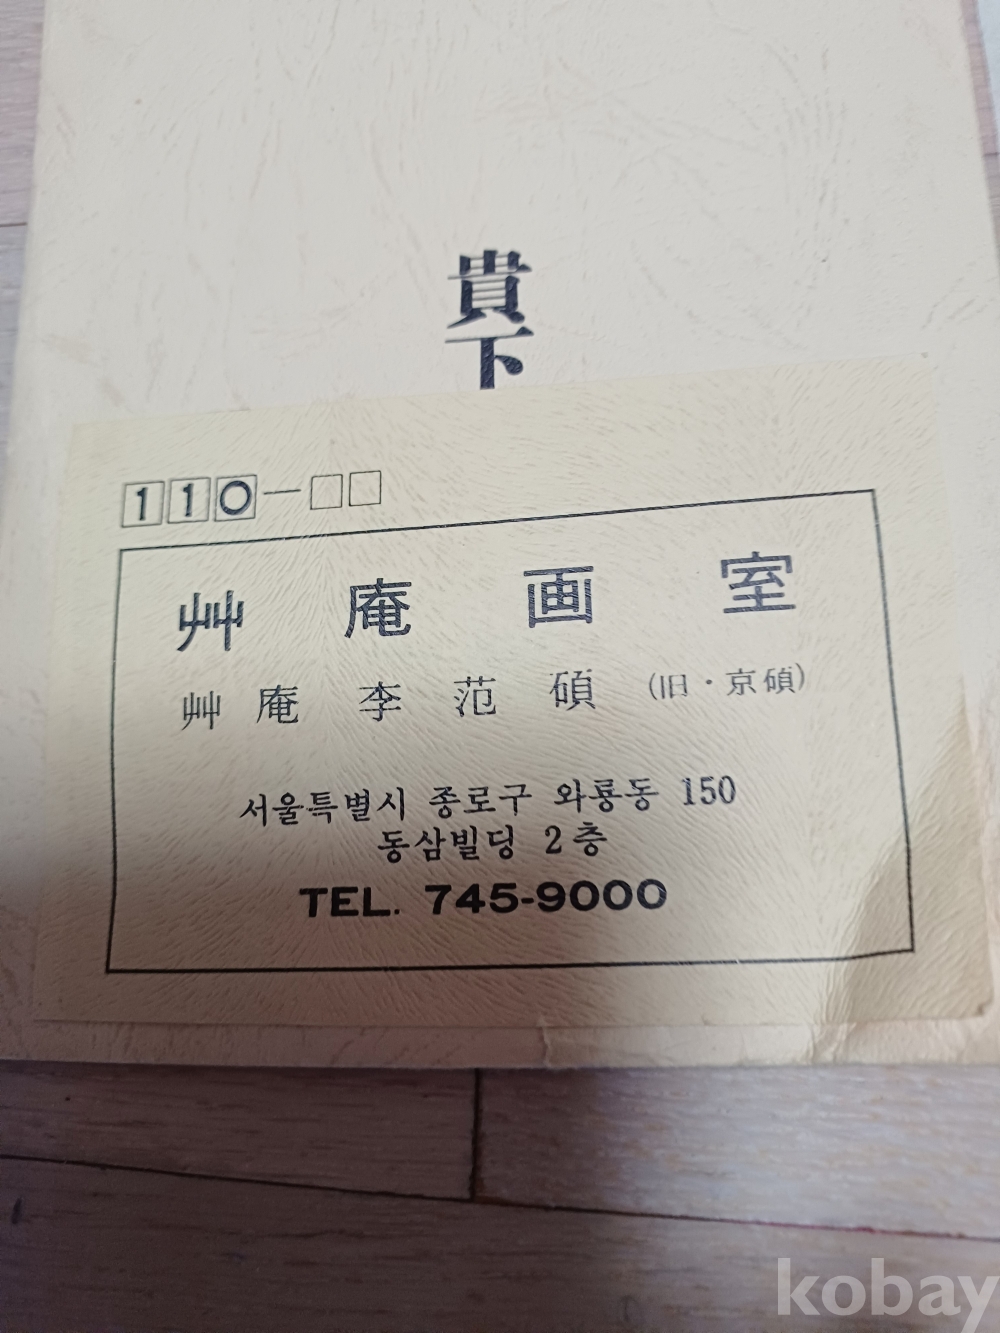 貴下
110-□□
艸庵画室
艸庵 李范碩 (旧·京碩)
서울특별시 종로구 와룡동 150
동삼빌딩 2층
TEL. 745-9000
kobay